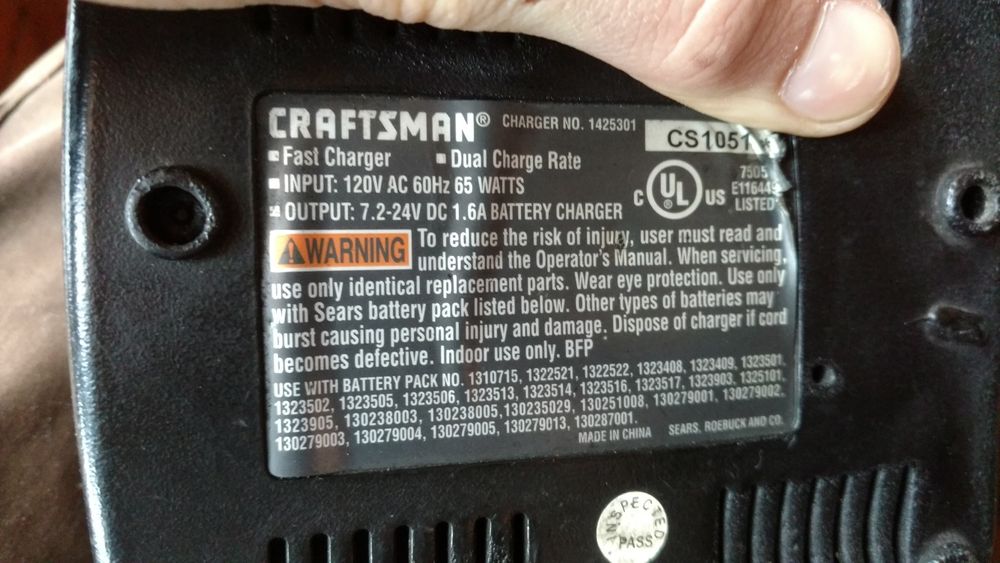 CRAFTSMAN® CHARGER NO. 1425301
CS1051
▪ Fast Charger ▪ Dual Charge Rate
▪ INPUT: 120V AC 60Hz 65 WATTS
▪ OUTPUT: 7.2-24V DC 1.6A BATTERY CHARGER
C UL ® US
7505
E11644
LISTED
WARNING To reduce the risk of injury, user must read and
understand the Operator's Manual. When servicing,
use only identical replacement parts. Wear eye protection. Use only
with Sears battery pack listed below. Other types of batteries may
burst causing personal injury and damage. Dispose of charger if cord
becomes defective. Indoor use only. BFP
USE WITH BATTERY PACK NO. 1310715, 1322521, 1322522, 1323408, 1323409, 1323501,
1323502, 1323505, 1323506, 1323513, 1323514, 1323516, 1323517, 1323903, 1325101,
1323905, 130238003, 130238005,130235029, 130251008, 130279001, 130279002,
130279003, 130279004, 130279005, 130279013, 130287001.
MADE IN CHINA SEARS, ROEBUCK AND CO.
INSPECTED
PASS